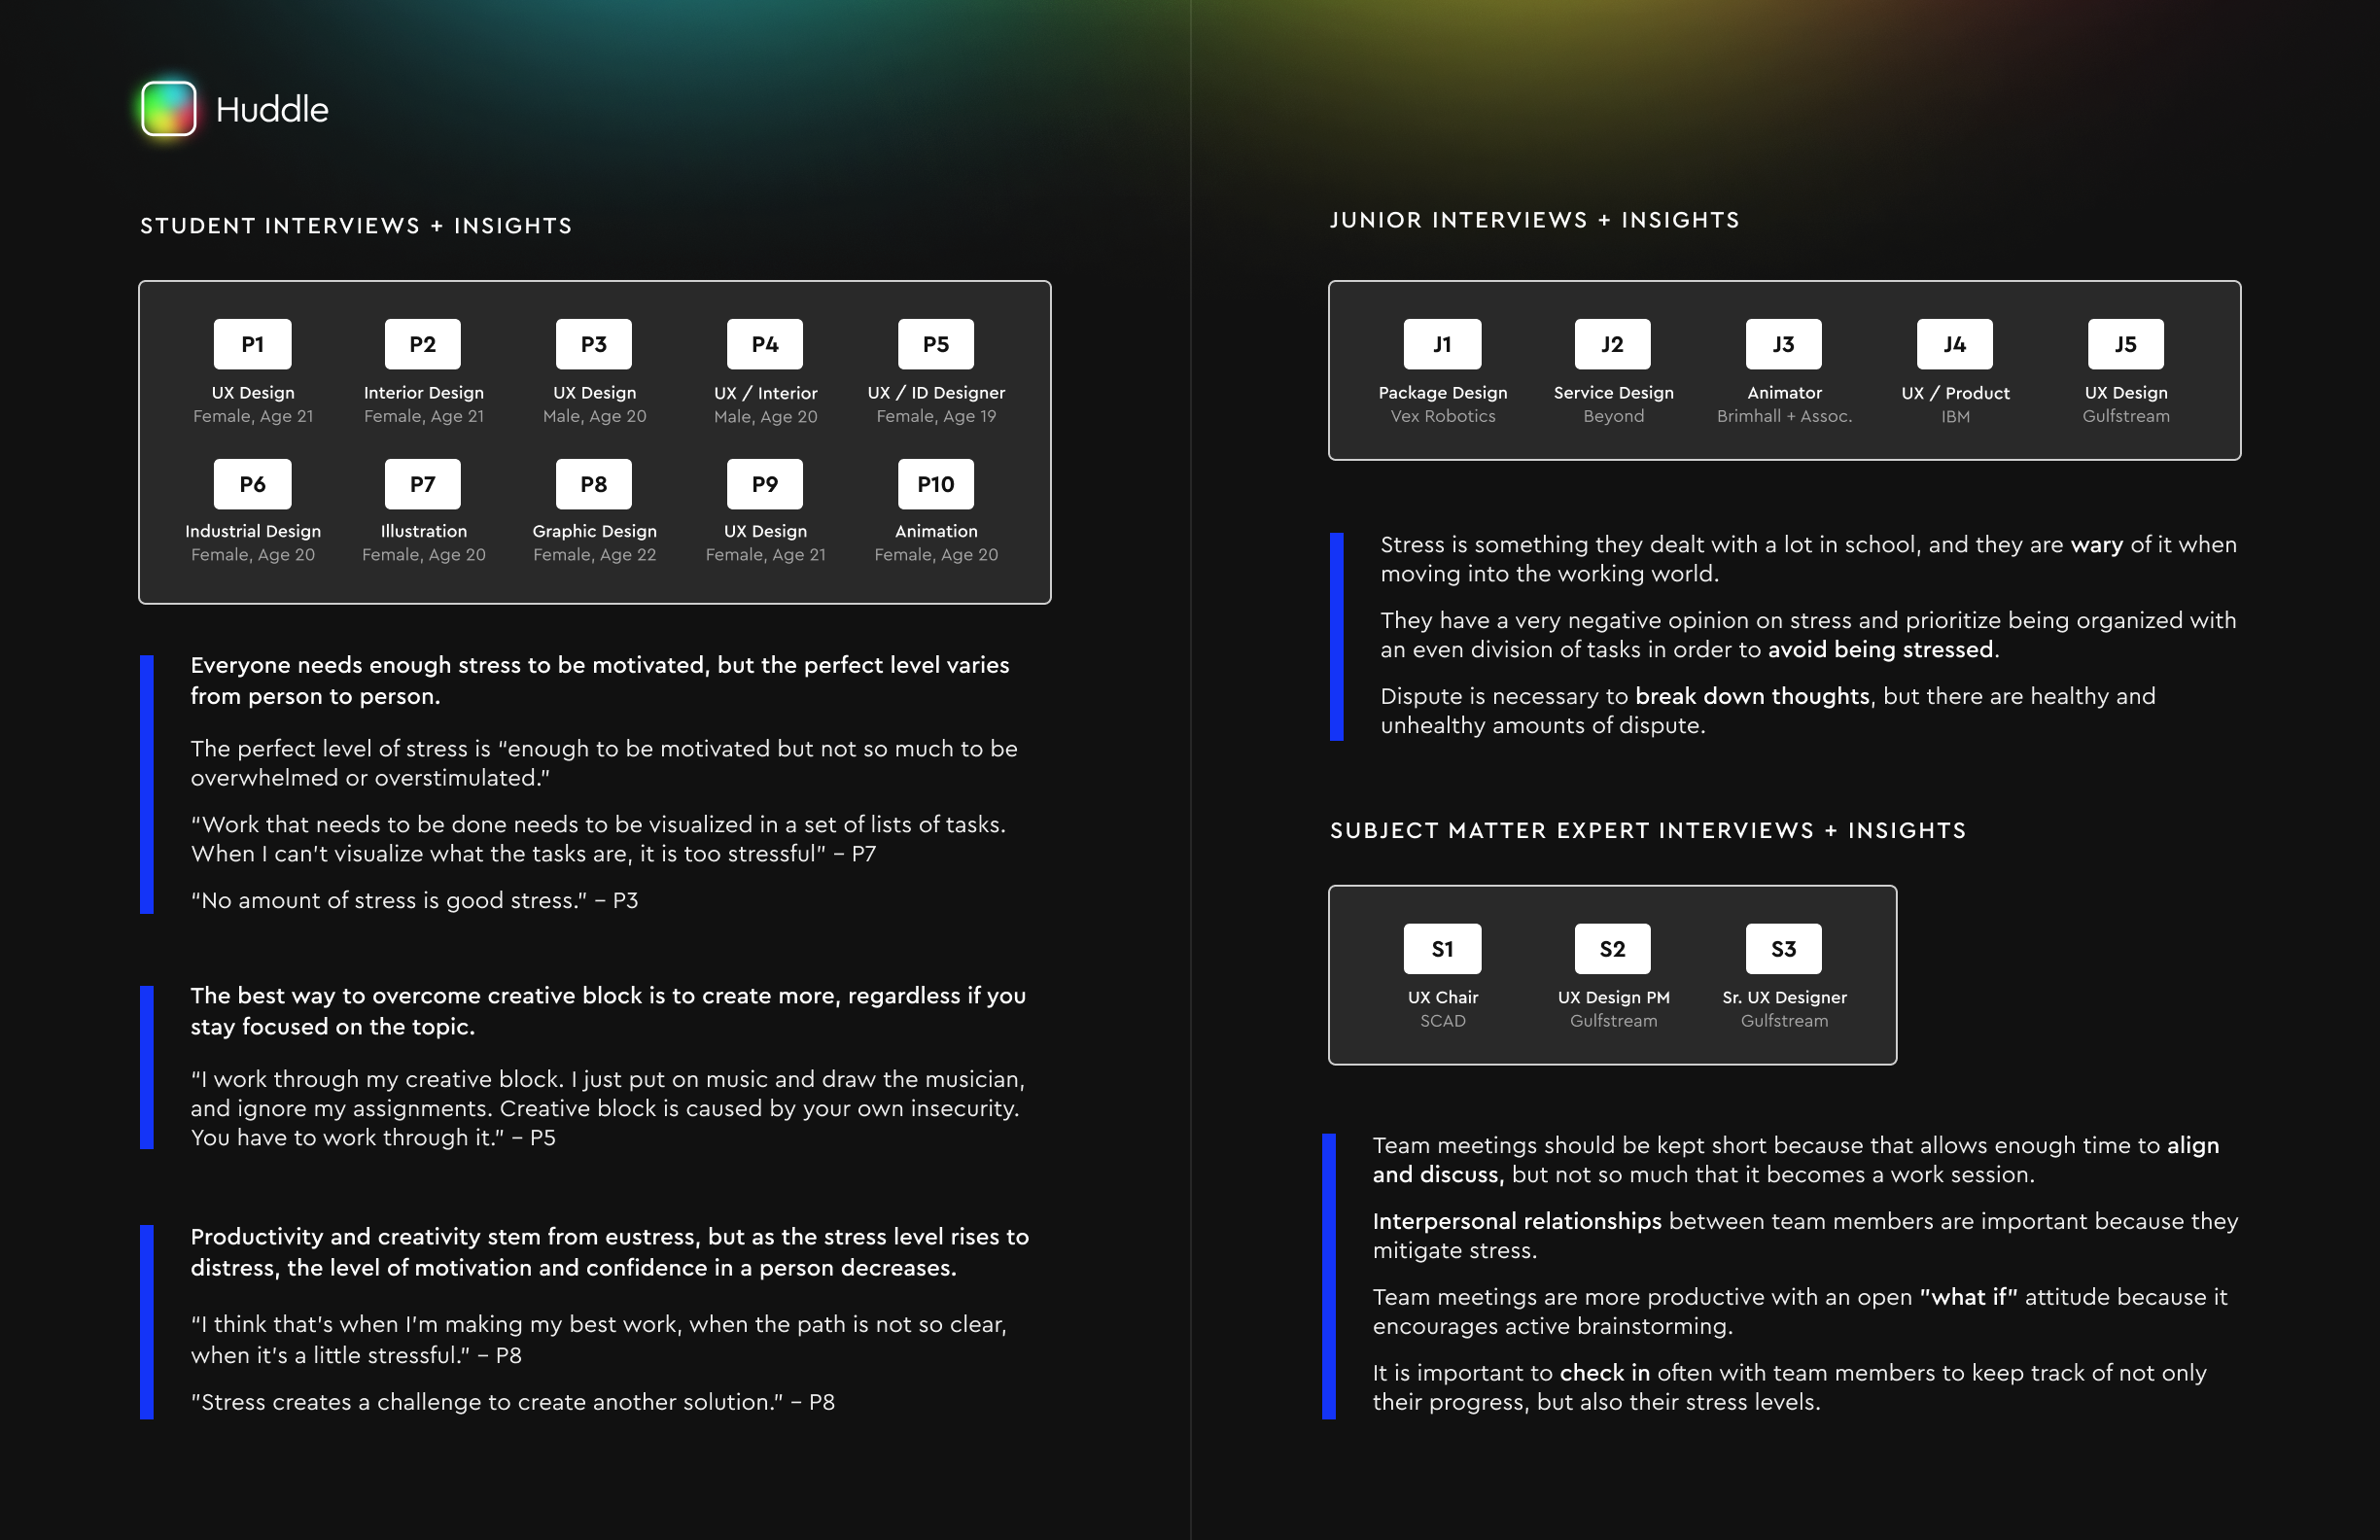 Huddle
STUDENT INTERVIEWS + INSIGHTS
P1 P2 P3 P4 P5
UX Design Interior Design UX Design UX / Interior UX / ID Designer
Female, Age 21 Female, Age 21 Male, Age 20 Male, Age 20 Female, Age 19
P6 P7 P8 P9 P10
Industrial Design Illustration Graphic Design UX Design Animation
Female, Age 20 Female, Age 20 Female, Age 22 Female, Age 21 Female, Age 20
Everyone needs enough stress to be motivated, but the perfect level varies
from person to person.
The perfect level of stress is “enough to be motivated but not so much to be
overwhelmed or overstimulated.”
“Work that needs to be done needs to be visualized in a set of lists of tasks.
When I can’t visualize what the tasks are, it is too stressful” – P7
“No amount of stress is good stress.” – P3
The best way to overcome creative block is to create more, regardless if you
stay focused on the topic.
“I work through my creative block. I just put on music and draw the musician,
and ignore my assignments. Creative block is caused by your own insecurity.
You have to work through it.” – P5
Productivity and creativity stem from eustress, but as the stress level rises to
distress, the level of motivation and confidence in a person decreases.
“I think that’s when I’m making my best work, when the path is not so clear,
when it’s a little stressful.” – P8
”Stress creates a challenge to create another solution.” – P8
JUNIOR INTERVIEWS + INSIGHTS
J1 J2 J3 J4 J5
Package Design Service Design Animator UX / Product UX Design
Vex Robotics Beyond Brimhall + Assoc. IBM Gulfstream
Stress is something they dealt with a lot in school, and they are wary of it when
moving into the working world.
They have a very negative opinion on stress and prioritize being organized with
an even division of tasks in order to avoid being stressed.
Dispute is necessary to break down thoughts, but there are healthy and
unhealthy amounts of dispute.
SUBJECT MATTER EXPERT INTERVIEWS + INSIGHTS
S1 S2 S3
UX Chair UX Design PM Sr. UX Designer
SCAD Gulfstream Gulfstream
Team meetings should be kept short because that allows enough time to align
and discuss, but not so much that it becomes a work session.
Interpersonal relationships between team members are important because they
mitigate stress.
Team meetings are more productive with an open ”what if” attitude because it
encourages active brainstorming.
It is important to check in often with team members to keep track of not only
their progress, but also their stress levels.